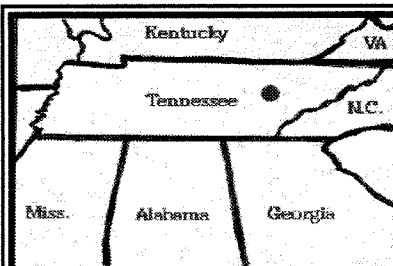 Kentucky
VA
Tennessee
N.C.
Miss.
Alabama
Georgia